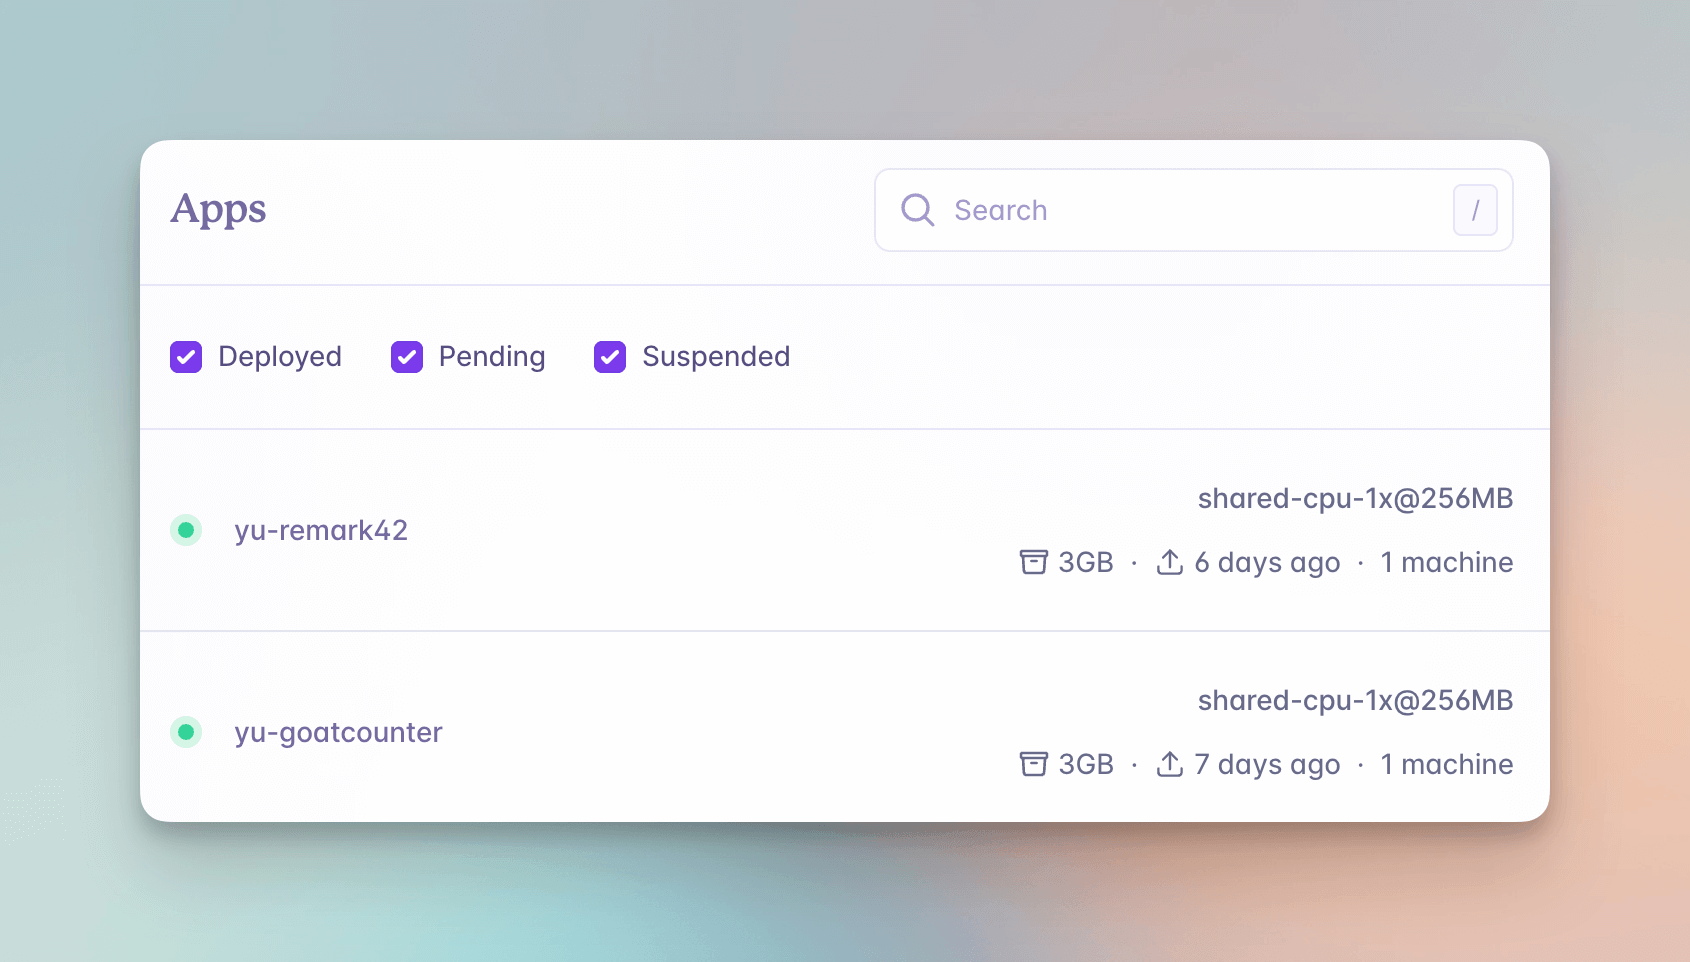 Apps
Search /
Deployed Pending Suspended
yu-remark42
shared-cpu-1x@256MB
3GB · 6 days ago · 1 machine
yu-goatcounter
shared-cpu-1x@256MB
3GB · 7 days ago · 1 machine